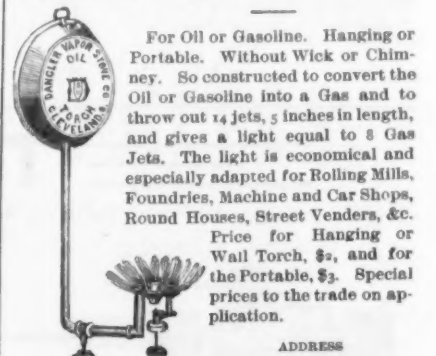 DANGLER VAPOR STOVE CO
OIL
TORCH
CLEVELAND, O.
For Oil or Gasoline. Hanging or
Portable. Without Wick or Chim-
ney. So constructed to convert the
Oil or Gasoline into a Gas and to
throw out 14 jets, 5 inches in length,
and gives a light equal to 8 Gas
Jets. The light is economical and
especially adapted for Rolling Mills,
Foundries, Machine and Car Shops,
Round Houses, Street Venders, &c.
Price for Hanging or
Wall Torch, $2, and for
the Portable, $3. Special
prices to the trade on ap-
plication.
ADDRESS